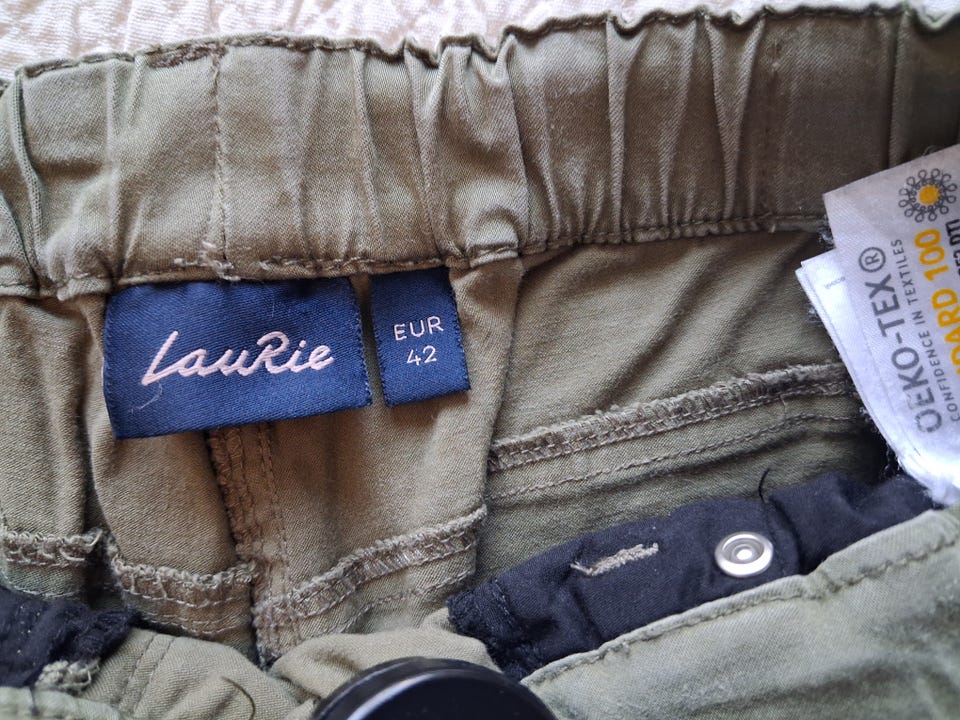 LauRie
EUR
42
OEKO-TEX®
CONFIDENCE IN TEXTILES
DARD 100